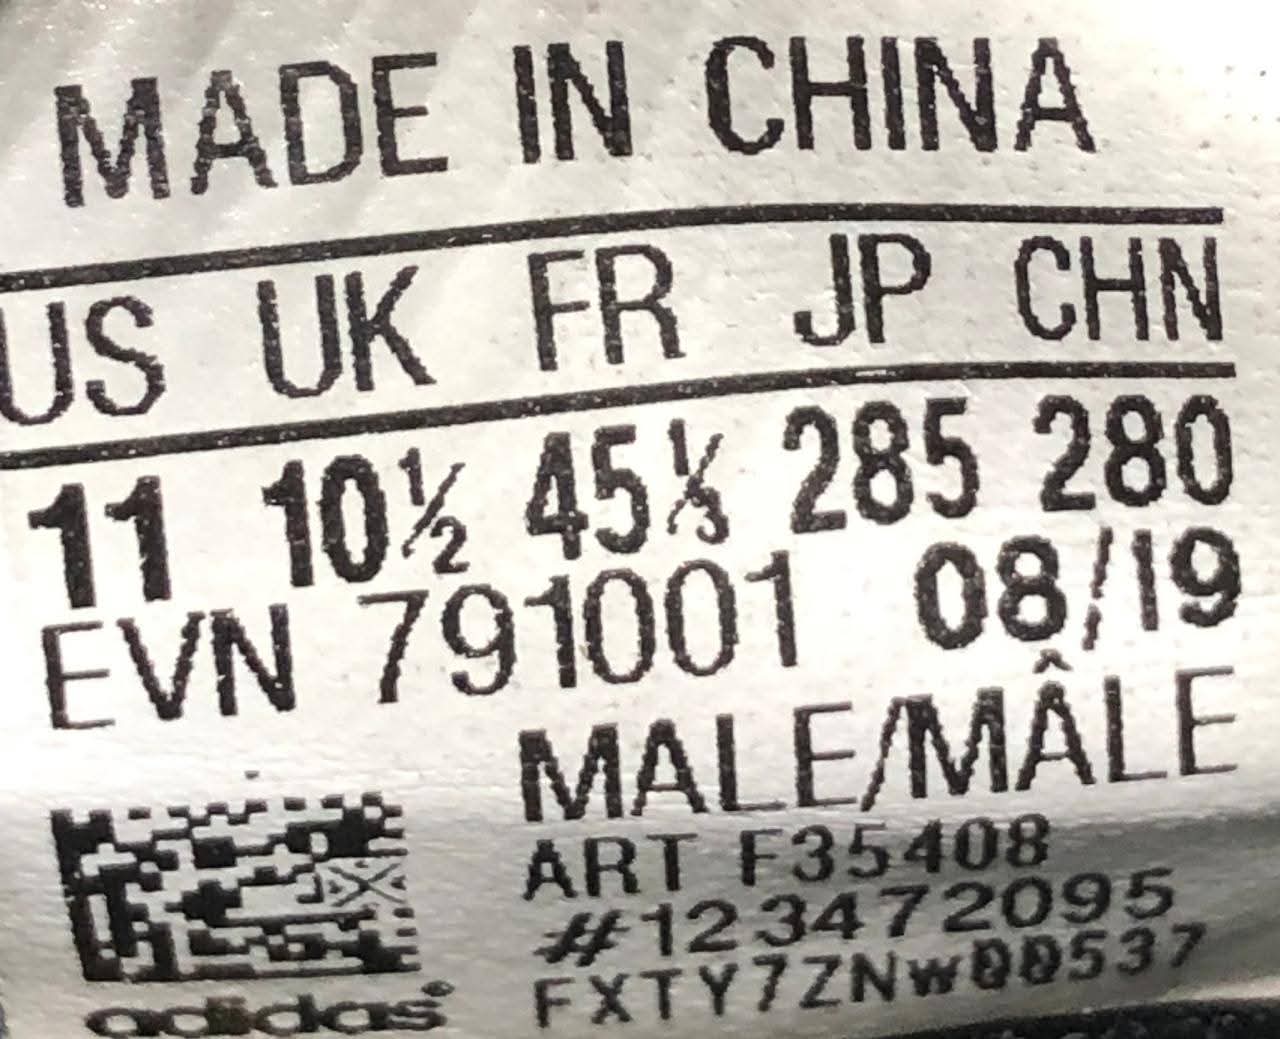 MADE IN CHINA
US UK FR JP CHN
11 10½ 45⅓ 285 280
EVN 791001 08/19
MALE/MÂLE
ART F35408
#123472095
FXTY7ZNW00537
adidas®